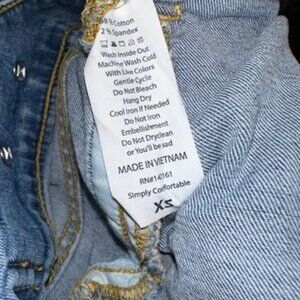 98% Cotton
2% Spandex
Wash Inside Out
Machine Wash Cold
With Like Colors
Gentle Cycle
Do Not Bleach
Hang Dry
Cool Iron if Needed
Do Not Iron
Embellishment
Do Not Dryclean
or You'll be sad
MADE IN VIETNAM
RN#140161
Simply Comfortable
XS